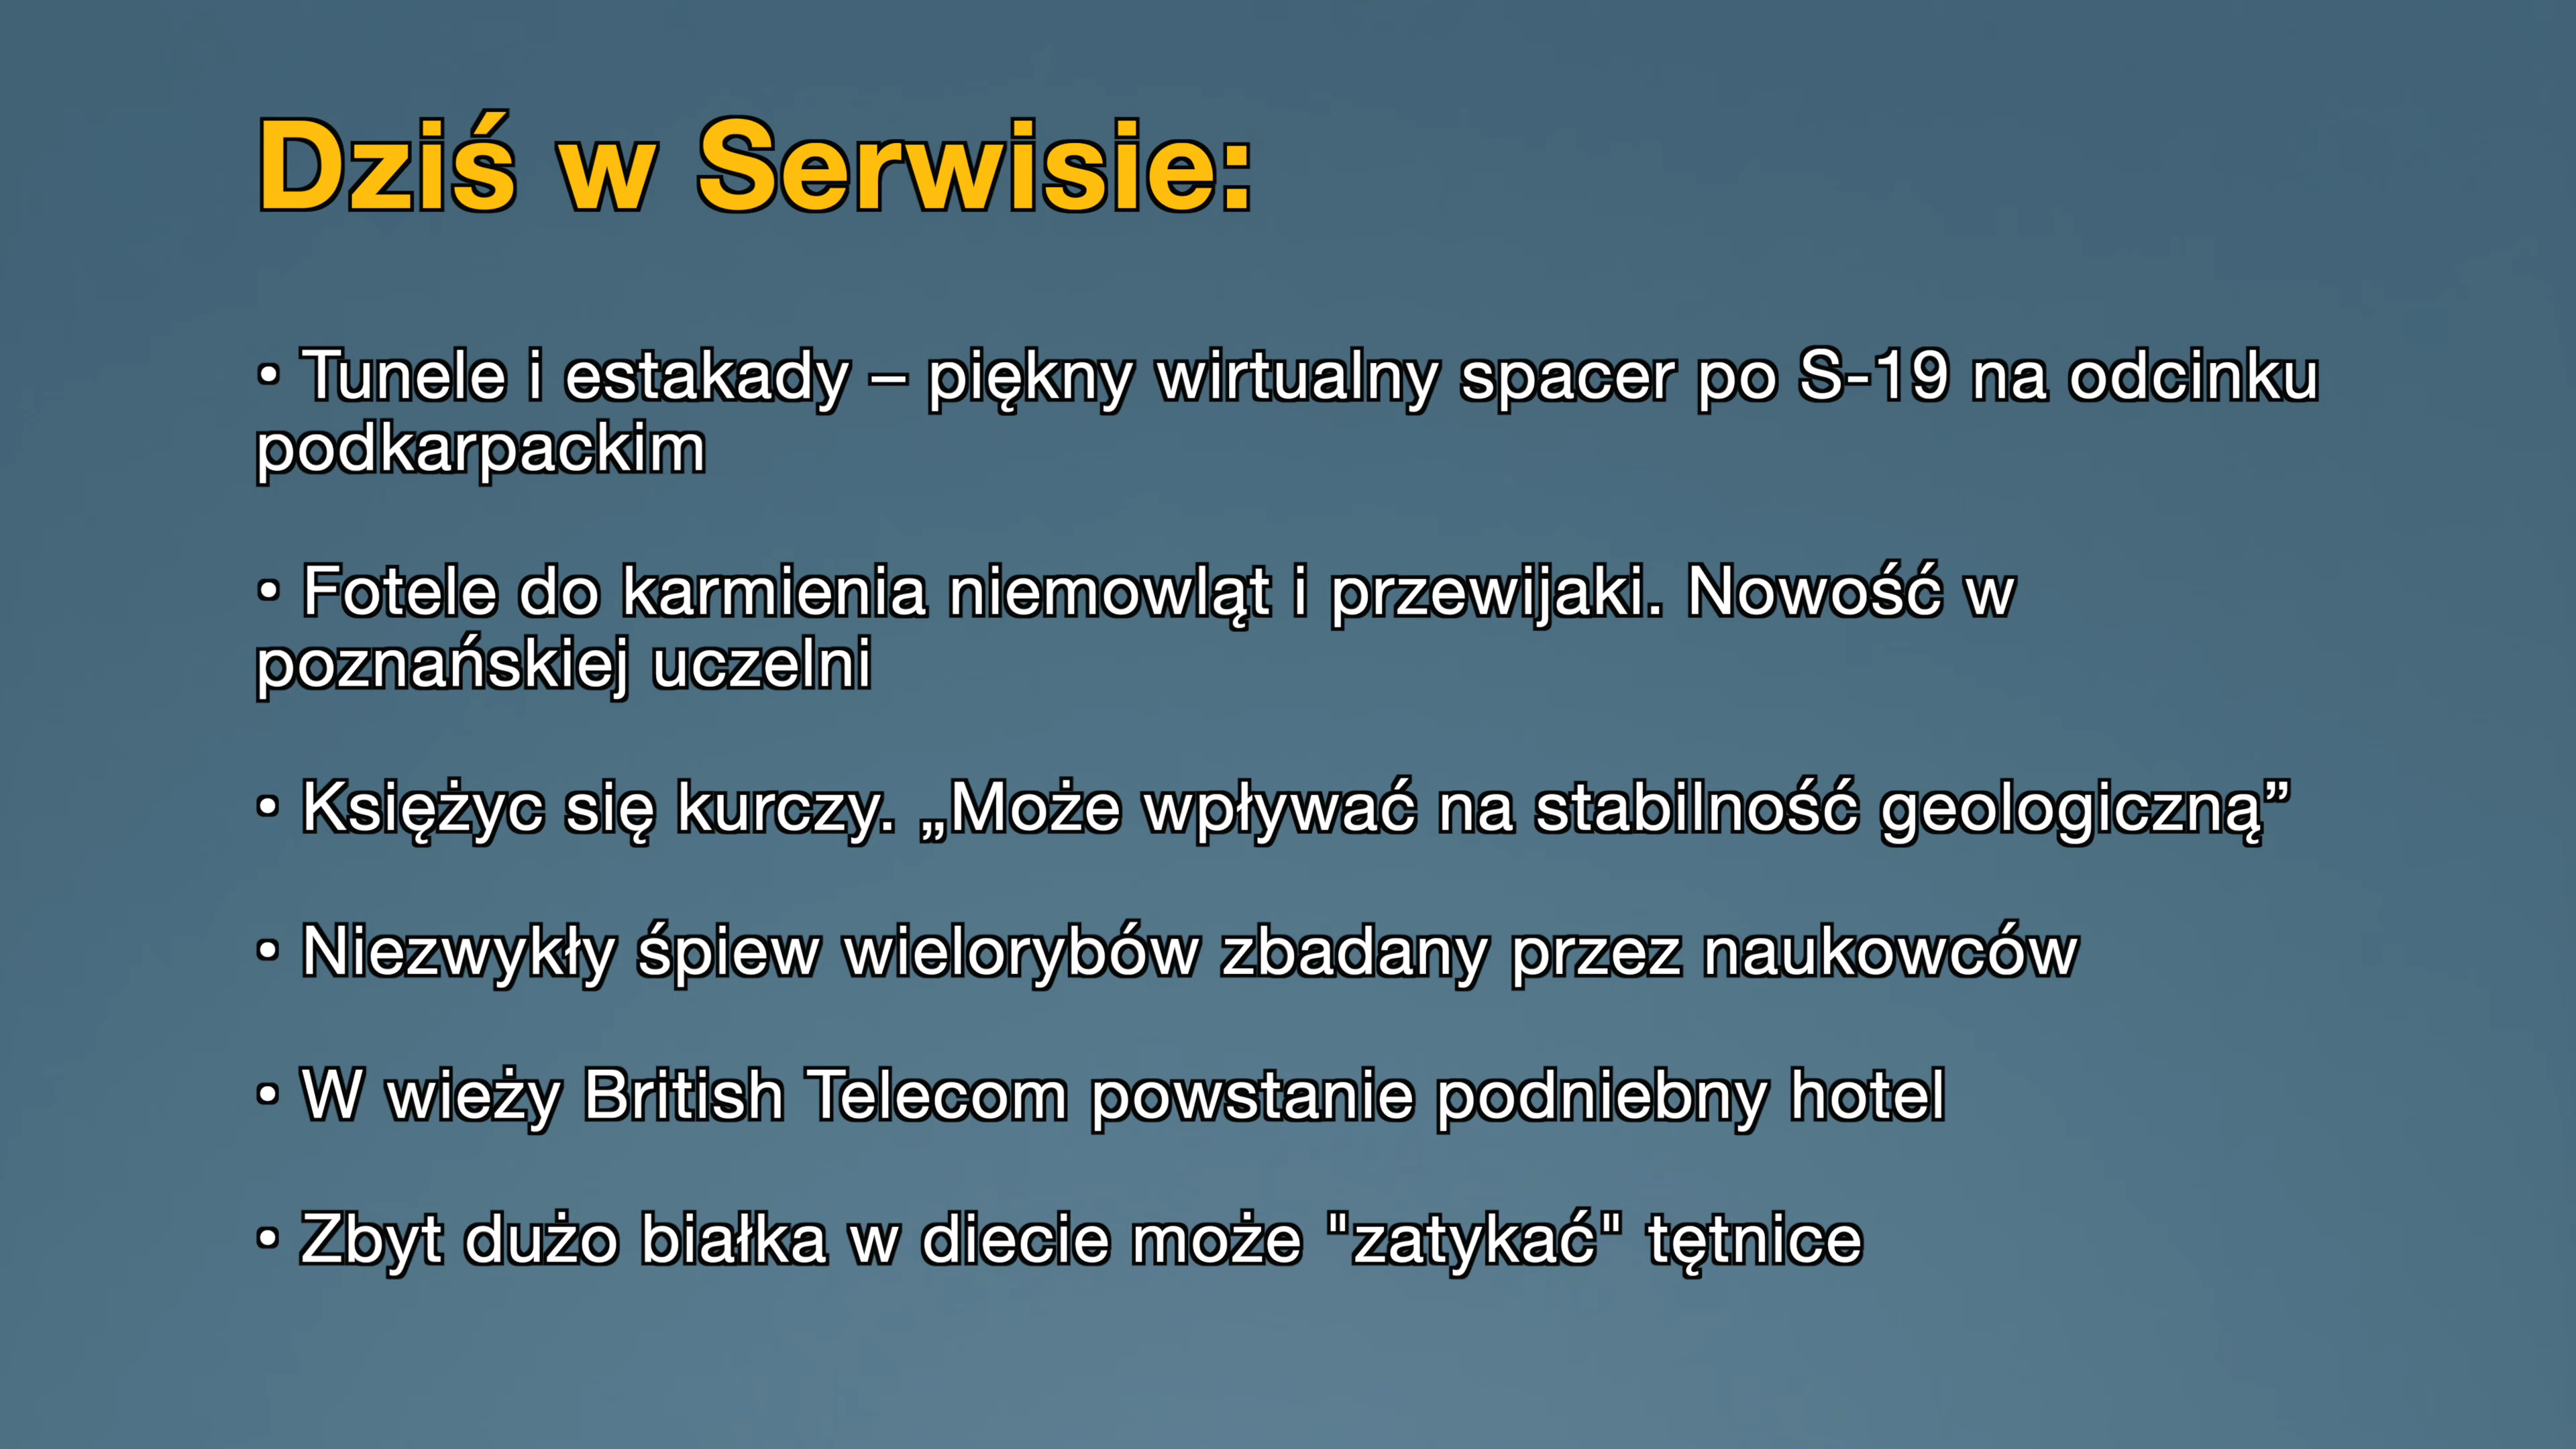 Dziś w Serwisie:
• Tunele i estakady – piękny wirtualny spacer po S-19 na odcinku
podkarpackim
• Fotele do karmienia niemowląt i przewijaki. Nowość w
poznańskiej uczelni
• Księżyc się kurczy. „Może wpływać na stabilność geologiczną”
• Niezwykły śpiew wielorybów zbadany przez naukowców
• W wieży British Telecom powstanie podniebny hotel
• Zbyt dużo białka w diecie może "zatykać" tętnice